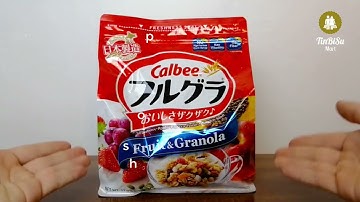 TinBiSu
Mart
p
日本製造
Calbee
フルグラ
おいしさザクザク♪
s
Fruit & Granola
h